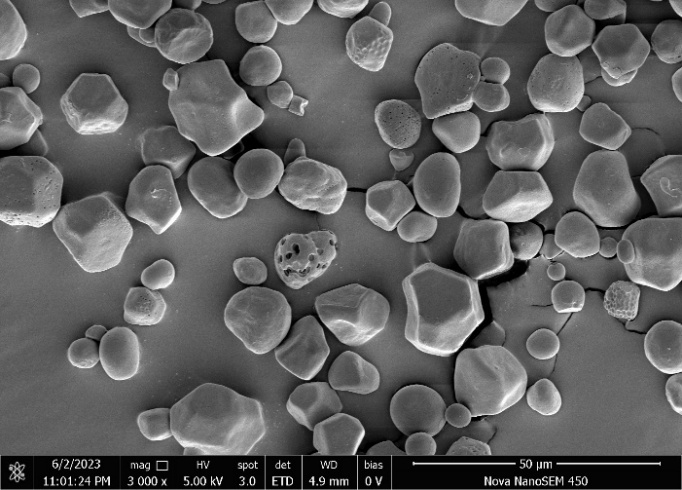 6/2/2023 mag HV spot det WD bias 50 µm
11:01:24 PM 3 000 x 5.00 kV 3.0 ETD 4.9 mm 0 V Nova NanoSEM 450